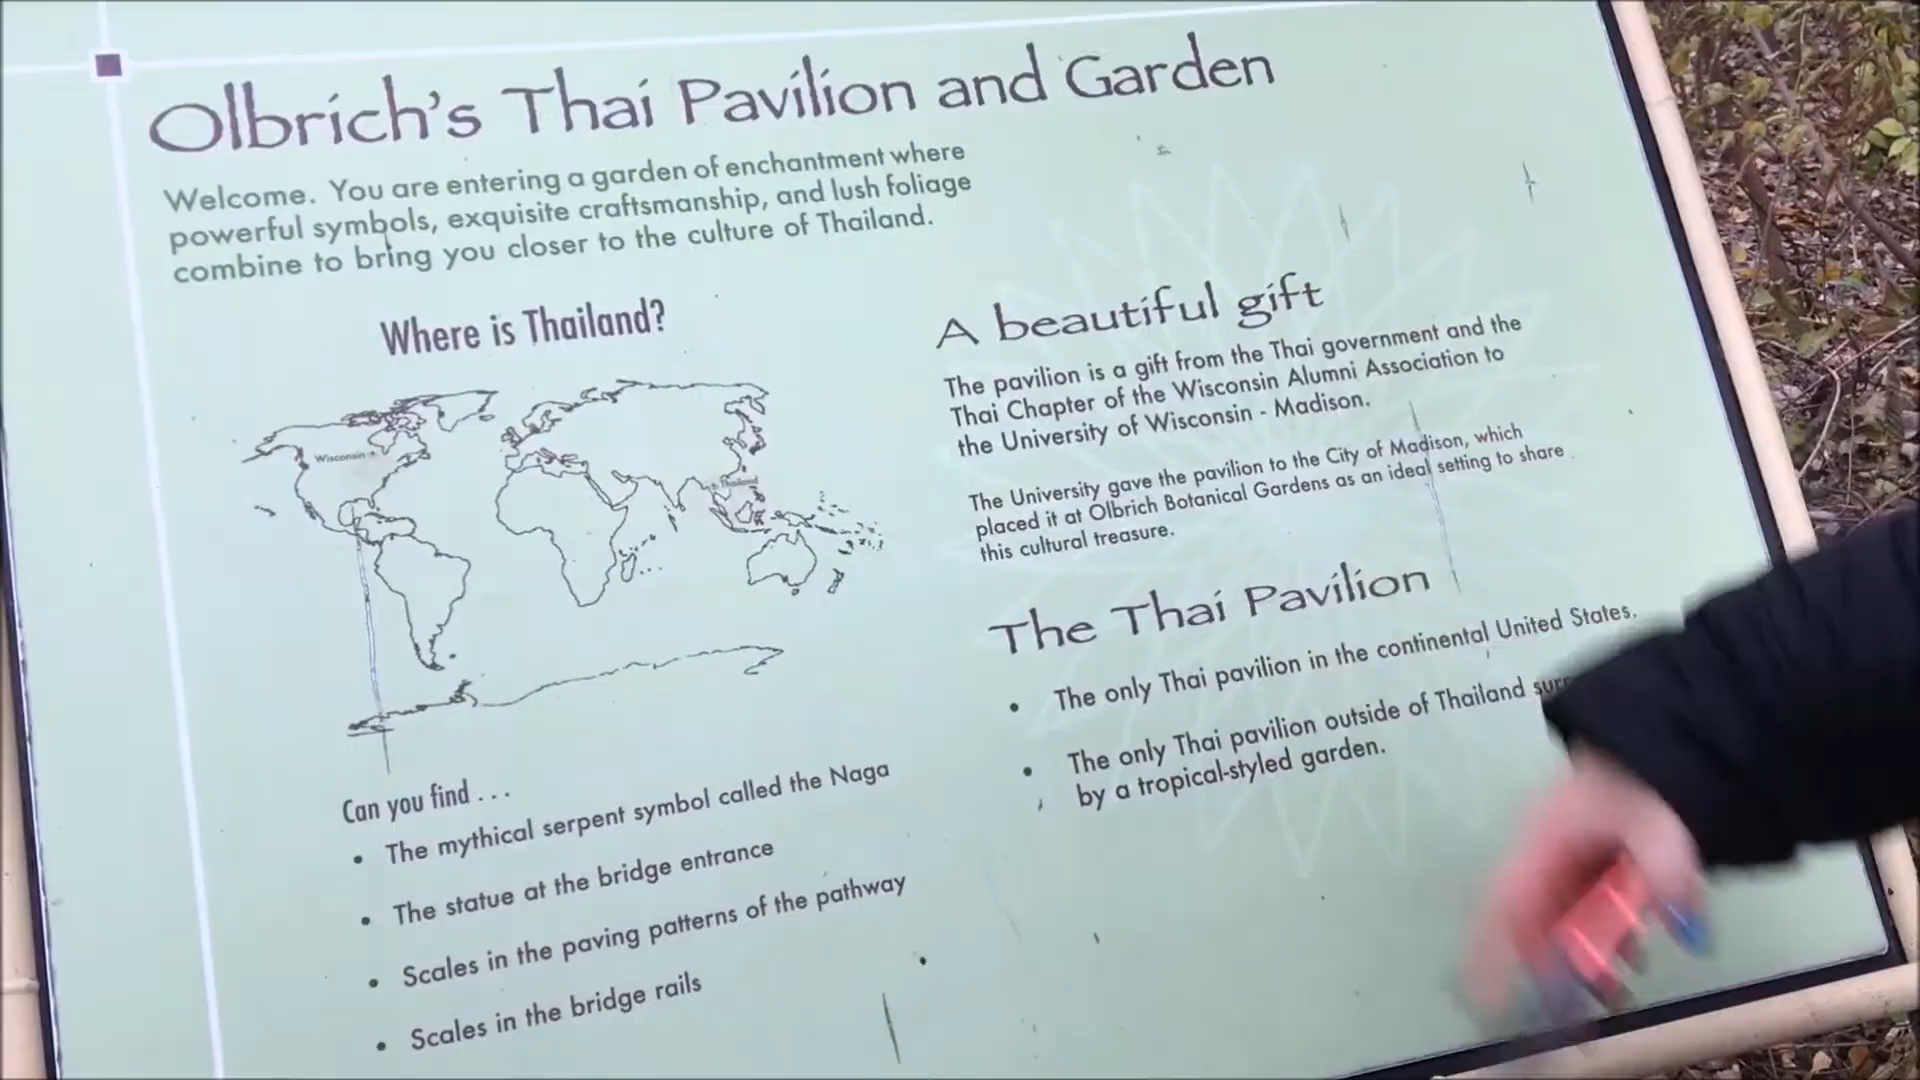 Olbrich's Thai Pavilion and Garden
Welcome. You are entering a garden of enchantment where
powerful symbols, exquisite craftsmanship, and lush foliage
combine to bring you closer to the culture of Thailand.
Where is Thailand?
Wisconsin
Thailand
Can you find . . .
• The mythical serpent symbol called the Naga
• The statue at the bridge entrance
• Scales in the paving patterns of the pathway
• Scales in the bridge rails
A beautiful gift
The pavilion is a gift from the Thai government and the
Thai Chapter of the Wisconsin Alumni Association to
the University of Wisconsin - Madison.
The University gave the pavilion to the City of Madison, which
placed it at Olbrich Botanical Gardens as an ideal setting to share
this cultural treasure.
The Thai Pavilion
• The only Thai pavilion in the continental United States.
• The only Thai pavilion outside of Thailand
by a tropical-styled garden.